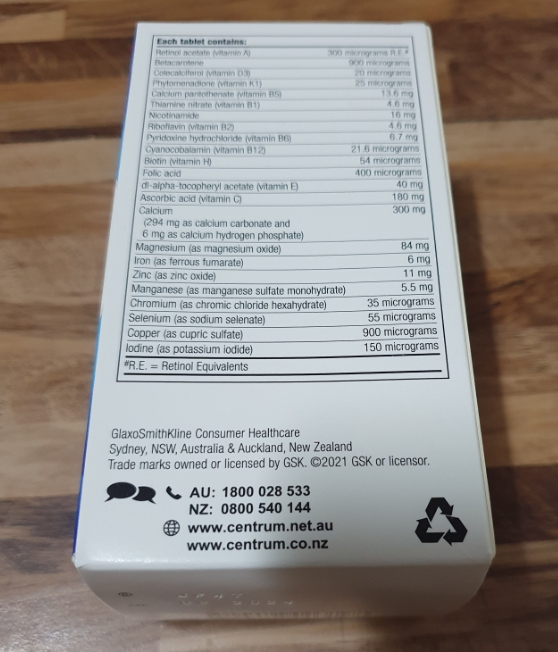 Each tablet contains:
Retinol acetate (vitamin A) 300 micrograms R.E.#
Betacarotene 900 micrograms
Colecalciferol (vitamin D3) 20 micrograms
Phytomenadione (vitamin K1) 25 micrograms
Calcium pantothenate (vitamin B5) 13.6 mg
Thiamine nitrate (vitamin B1) 4.6 mg
Nicotinamide 16 mg
Riboflavin (vitamin B2) 4.6 mg
Pyridoxine hydrochloride (vitamin B6) 6.7 mg
Cyanocobalamin (vitamin B12) 21.6 micrograms
Biotin (vitamin H) 54 micrograms
Folic acid 400 micrograms
dl-alpha-tocopheryl acetate (vitamin E) 40 mg
Ascorbic acid (vitamin C) 180 mg
Calcium 300 mg
(294 mg as calcium carbonate and
6 mg as calcium hydrogen phosphate)
Magnesium (as magnesium oxide) 84 mg
Iron (as ferrous fumarate) 6 mg
Zinc (as zinc oxide) 11 mg
Manganese (as manganese sulfate monohydrate) 5.5 mg
Chromium (as chromic chloride hexahydrate) 35 micrograms
Selenium (as sodium selenate) 55 micrograms
Copper (as cupric sulfate) 900 micrograms
Iodine (as potassium iodide) 150 micrograms
#R.E. = Retinol Equivalents
GlaxoSmithKline Consumer Healthcare
Sydney, NSW, Australia & Auckland, New Zealand
Trade marks owned or licensed by GSK. ©2021 GSK or licensor.
AU: 1800 028 533
NZ: 0800 540 144
www.centrum.net.au
www.centrum.co.nz